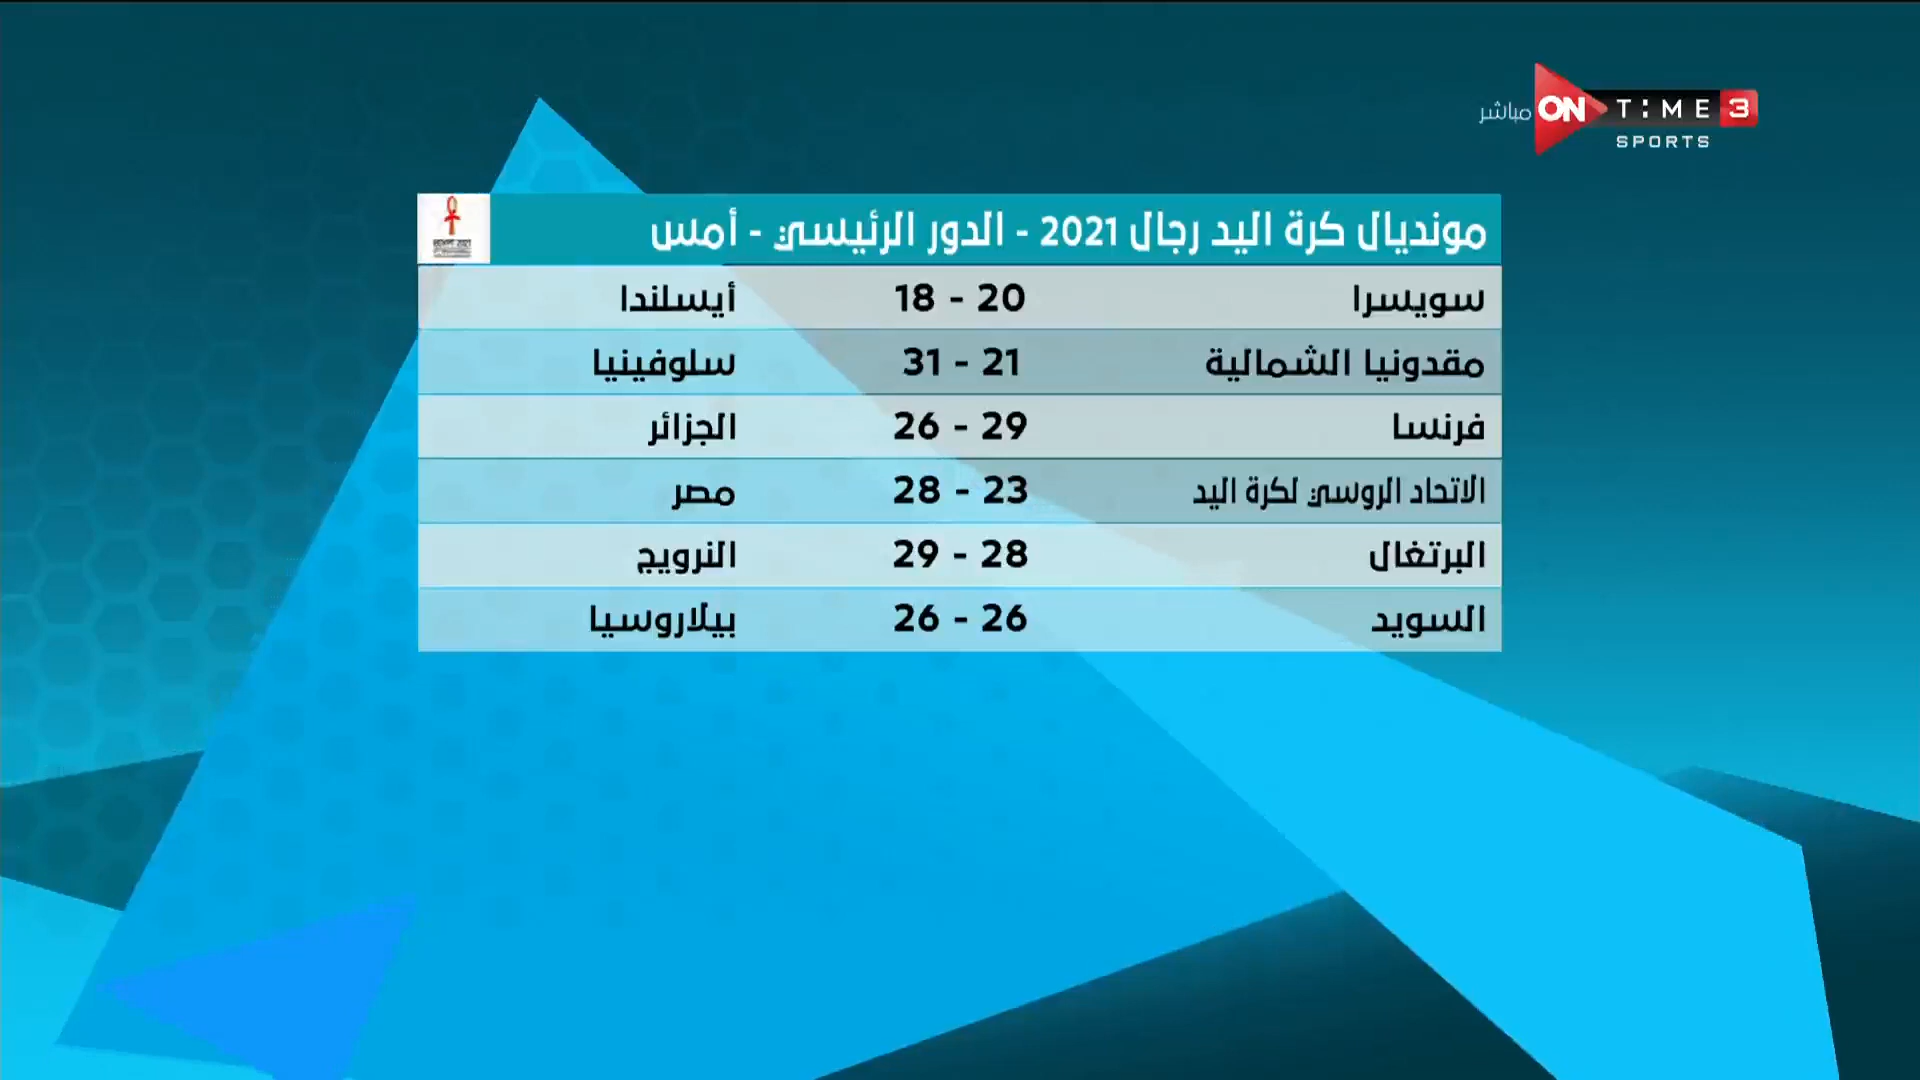 مباشر ON TIME 3
SPORTS
مونديال كرة اليد رجال 2021 - الدور الرئيسي - أمس
سويسرا 20 - 18 أيسلندا
مقدونيا الشمالية 21 - 31 سلوفينيا
فرنسا 29 - 26 الجزائر
الاتحاد الروسي لكرة اليد 23 - 28 مصر
البرتغال 28 - 29 النرويج
السويد 26 - 26 بيلاروسيا